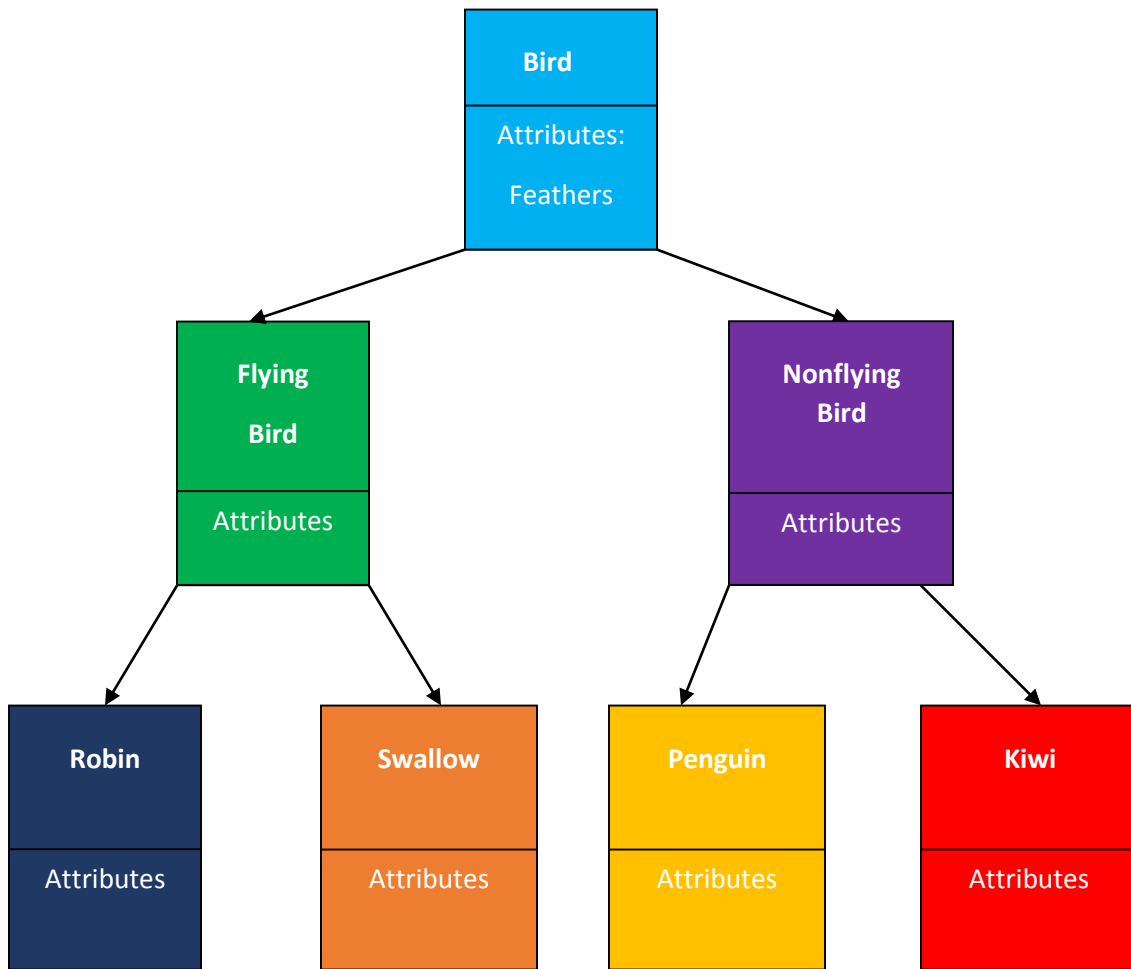 Bird
Attributes:
Feathers
Flying
Bird
Attributes
Nonflying
Bird
Attributes
Robin
Attributes
Swallow
Attributes
Penguin
Attributes
Kiwi
Attributes